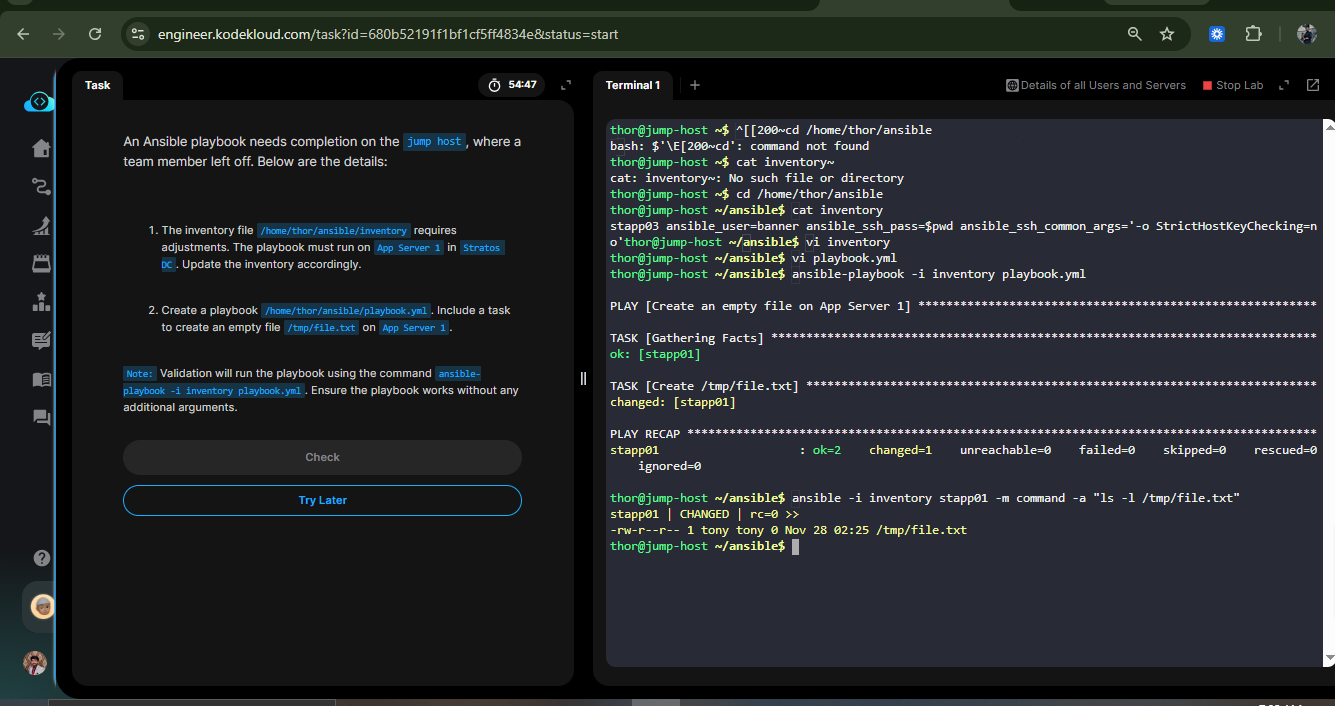 engineer.kodekloud.com/task?id=680b52191f1bf1cf5ff4834e&status=start
Task
54:47
An Ansible playbook needs completion on the jump host, where a
team member left off. Below are the details:
1. The inventory file /home/thor/ansible/inventory requires
adjustments. The playbook must run on App Server 1 in Stratos
DC. Update the inventory accordingly.
2. Create a playbook /home/thor/ansible/playbook.yml. Include a task
to create an empty file /tmp/file.txt on App Server 1.
Note: Validation will run the playbook using the command ansible-
playbook -i inventory playbook.yml. Ensure the playbook works without any
additional arguments.
Check
Try Later
Terminal 1
+
Details of all Users and Servers
Stop Lab
thor@jump-host ~$ ^[[200~cd /home/thor/ansible
bash: $'\E[200~cd': command not found
thor@jump-host ~$ cat inventory~
cat: inventory~: No such file or directory
thor@jump-host ~$ cd /home/thor/ansible
thor@jump-host ~/ansible$ cat inventory
stapp03 ansible_user=banner ansible_ssh_pass=$pwd ansible_ssh_common_args='-o StrictHostKeyChecking=n
o'thor@jump-host ~/ansible$ vi inventory
thor@jump-host ~/ansible$ vi playbook.yml
thor@jump-host ~/ansible$ ansible-playbook -i inventory playbook.yml
PLAY [Create an empty file on App Server 1] *********************************************************
TASK [Gathering Facts] ******************************************************************************
ok: [stapp01]
TASK [Create /tmp/file.txt] *************************************************************************
changed: [stapp01]
PLAY RECAP ******************************************************************************************
stapp01 : ok=2 changed=1 unreachable=0 failed=0 skipped=0 rescued=0
ignored=0
thor@jump-host ~/ansible$ ansible -i inventory stapp01 -m command -a "ls -l /tmp/file.txt"
stapp01 | CHANGED | rc=0 >>
-rw-r--r-- 1 tony tony 0 Nov 28 02:25 /tmp/file.txt
thor@jump-host ~/ansible$